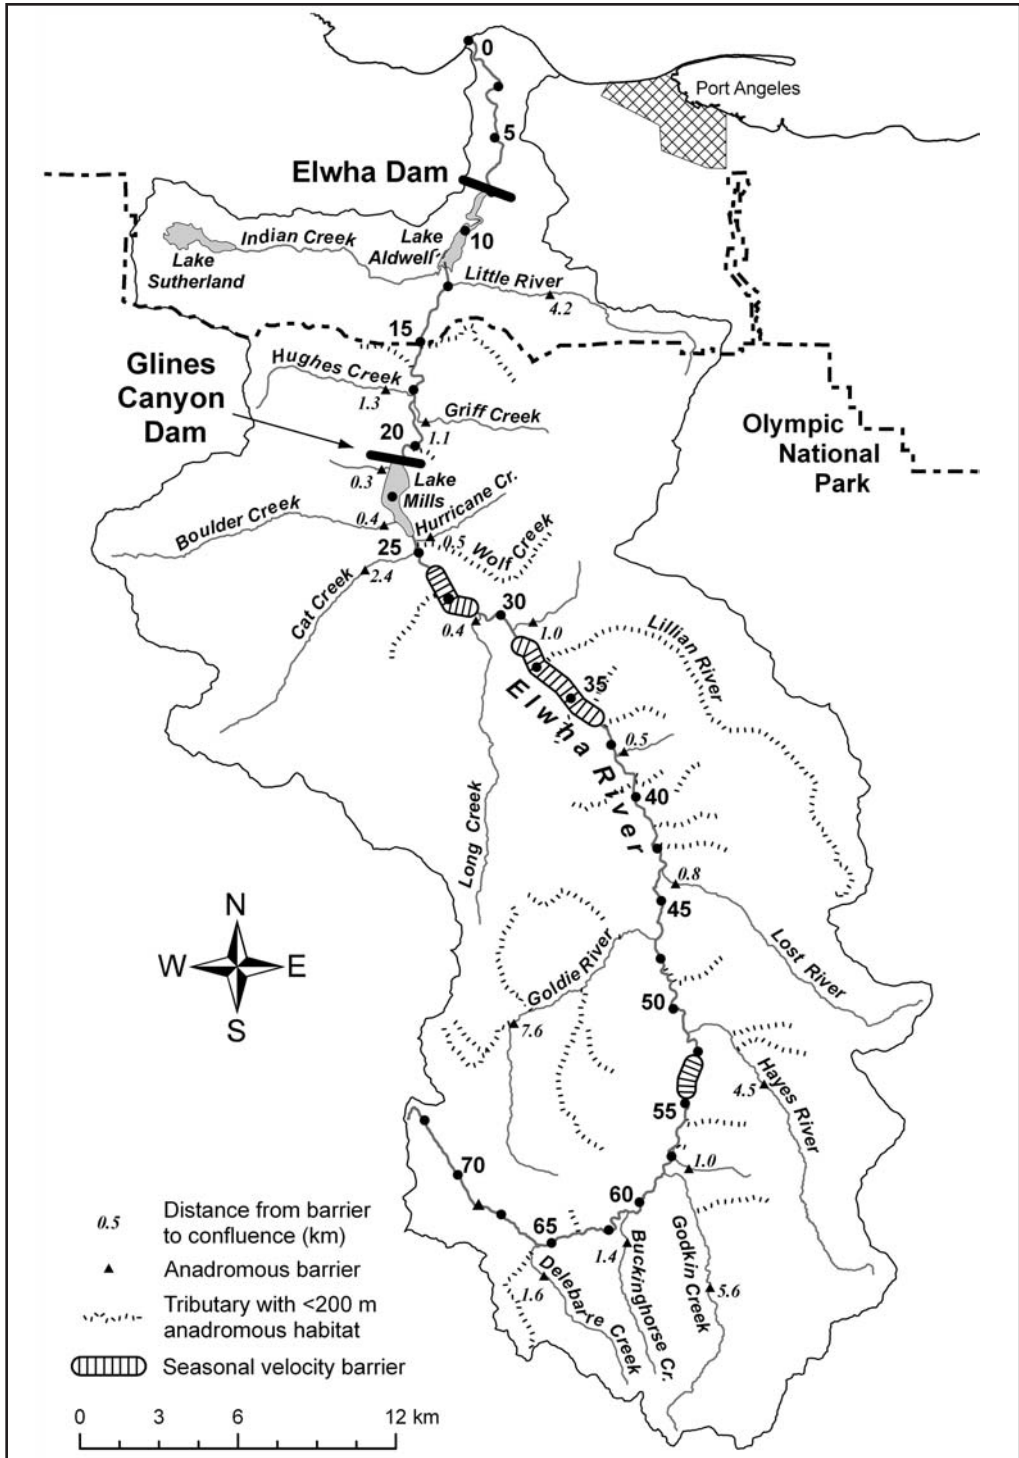 0
Port Angeles
5
Elwha Dam
10
Lake
Aldwell
Indian Creek
Lake
Sutherland
Little River
4.2
15
Hughes Creek
1.3
Glines
Canyon
Dam
Griff Creek
1.1
20
Olympic
National
Park
Lake
Mills
0.3
Hurricane Cr.
Boulder Creek
0.4
0.5
Wolf Creek
25
2.4
Cat Creek
30
0.4
1.0
Lillian River
35
Elwha River
0.5
40
Long Creek
0.8
45
Lost River
Goldie River
N
W
E
S
50
7.6
Hayes River
4.5
55
1.0
70
60
65
1.4
Buckinghorse Cr.
Godkin Creek
5.6
Delebarre Creek
1.6
0.5
Distance from barrier
to confluence (km)
Anadromous barrier
Tributary with <200 m
anadromous habitat
Seasonal velocity barrier
0 3 6 12 km